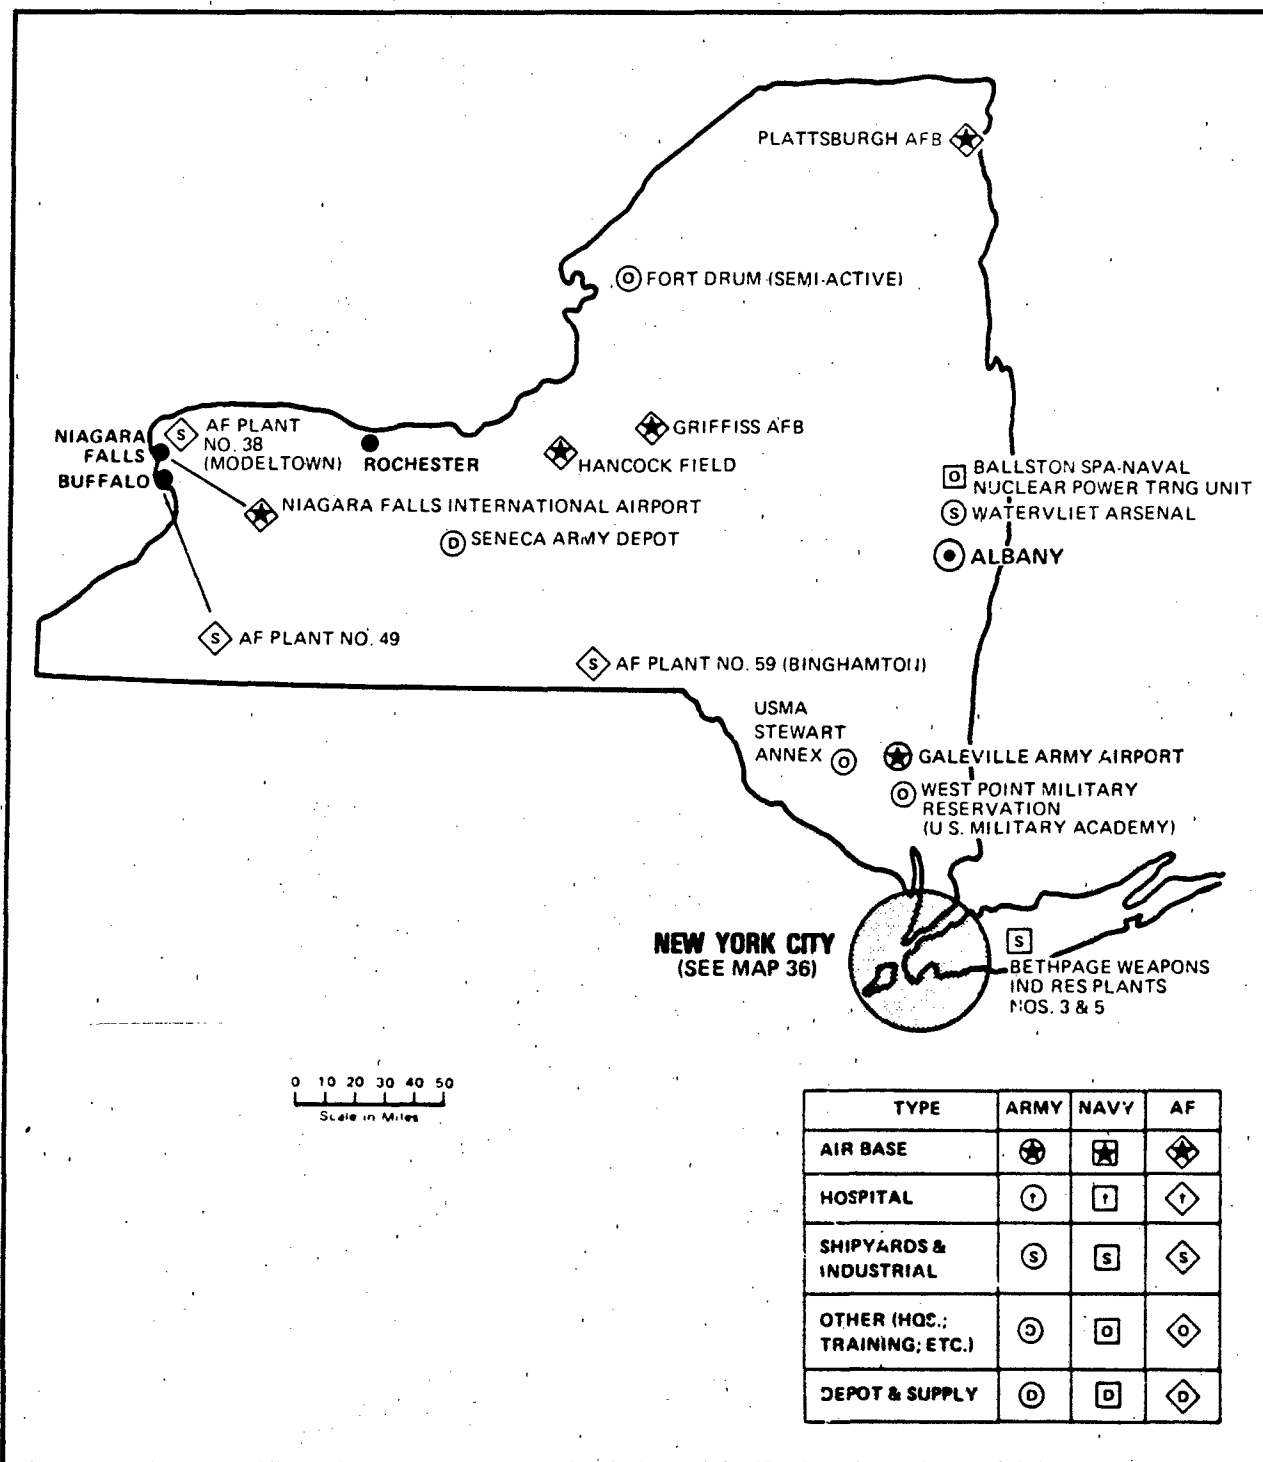 PLATTSBURGH AFB
O FORT DRUM (SEMI-ACTIVE)
NIAGARA
FALLS
BUFFALO
S
AF PLANT
NO. 38
(MODELTOWN)
ROCHESTER
GRIFFISS AFB
HANCOCK FIELD
NIAGARA FALLS INTERNATIONAL AIRPORT
D SENECA ARMY DEPOT
O BALLSTON SPA-NAVAL
NUCLEAR POWER TRNG UNIT
S WATERVLIET ARSENAL
ALBANY
S AF PLANT NO. 49
S AF PLANT NO. 59 (BINGHAMTON)
USMA
STEWART
ANNEX O
GALEVILLE ARMY AIRPORT
O WEST POINT MILITARY
RESERVATION
(U.S. MILITARY ACADEMY)
NEW YORK CITY
(SEE MAP 36)
S
BETHPAGE WEAPONS
IND RES PLANTS
NOS. 3 & 5
0 10 20 30 40 50
Scale in Miles
TYPE ARMY NAVY AF
AIR BASE
HOSPITAL
SHIPYARDS &
INDUSTRIAL S S S
OTHER (HQS.;
TRAINING; ETC.) O O O
DEPOT & SUPPLY D D D